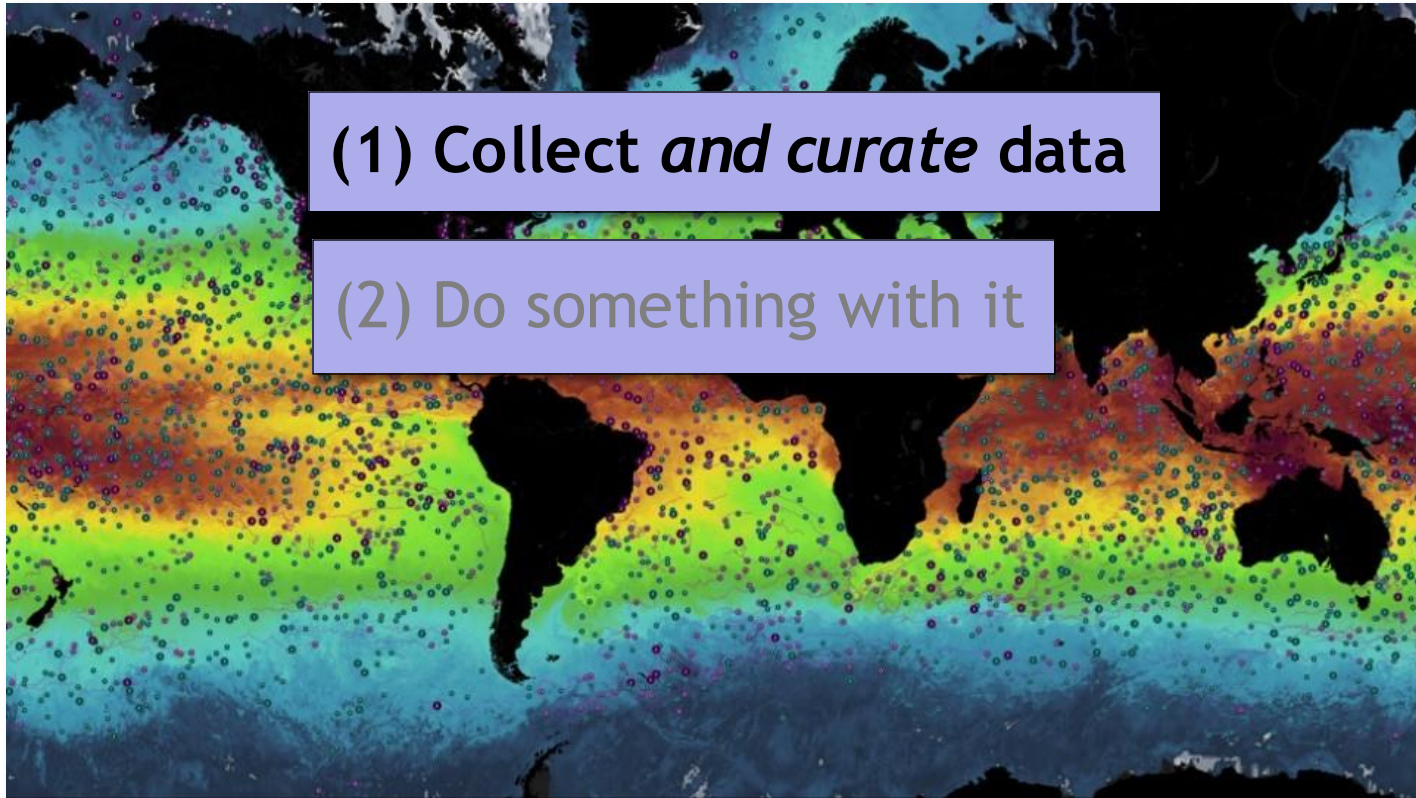 (1) Collect and curate data
(2) Do something with it